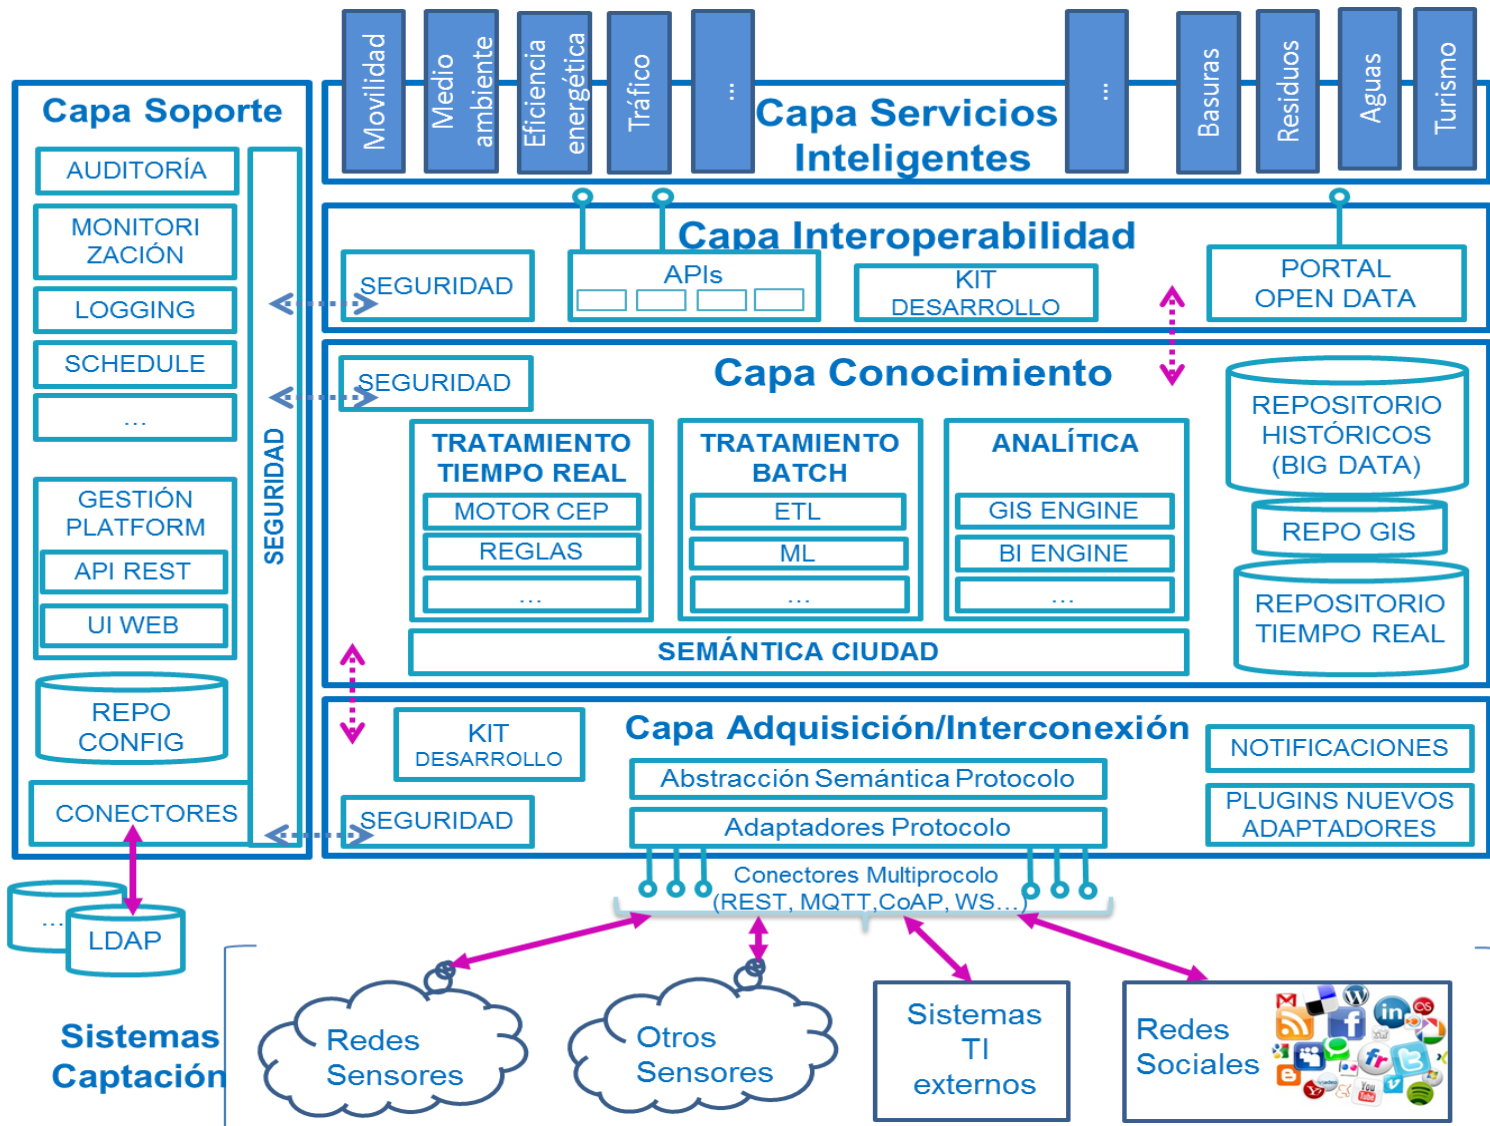 Movilidad
Medio
ambiente
Eficiencia
energética
Tráfico
...
...
Basuras
Residuos
Aguas
Turismo
Capa Servicios
Inteligentes
Capa Soporte
AUDITORÍA
MONITORI
ZACIÓN
LOGGING
SCHEDULE
...
GESTIÓN
PLATFORM
API REST
UI WEB
REPO
CONFIG
CONECTORES
SEGURIDAD
...
LDAP
Capa Interoperabilidad
SEGURIDAD
APIs
KIT
DESARROLLO
PORTAL
OPEN DATA
Capa Conocimiento
SEGURIDAD
TRATAMIENTO
TIEMPO REAL
MOTOR CEP
REGLAS
...
TRATAMIENTO
BATCH
ETL
ML
...
ANALÍTICA
GIS ENGINE
BI ENGINE
...
REPOSITORIO
HISTÓRICOS
(BIG DATA)
REPO GIS
REPOSITORIO
TIEMPO REAL
SEMÁNTICA CIUDAD
Capa Adquisición/Interconexión
KIT
DESARROLLO
SEGURIDAD
Abstracción Semántica Protocolo
Adaptadores Protocolo
NOTIFICACIONES
PLUGINS NUEVOS
ADAPTADORES
Conectores Multiprocolo
(REST, MQTT,CoAP, WS...)
Sistemas
Captación
Redes
Sensores
Otros
Sensores
Sistemas
TI
externos
Redes
Sociales
in
fr
You
Tube